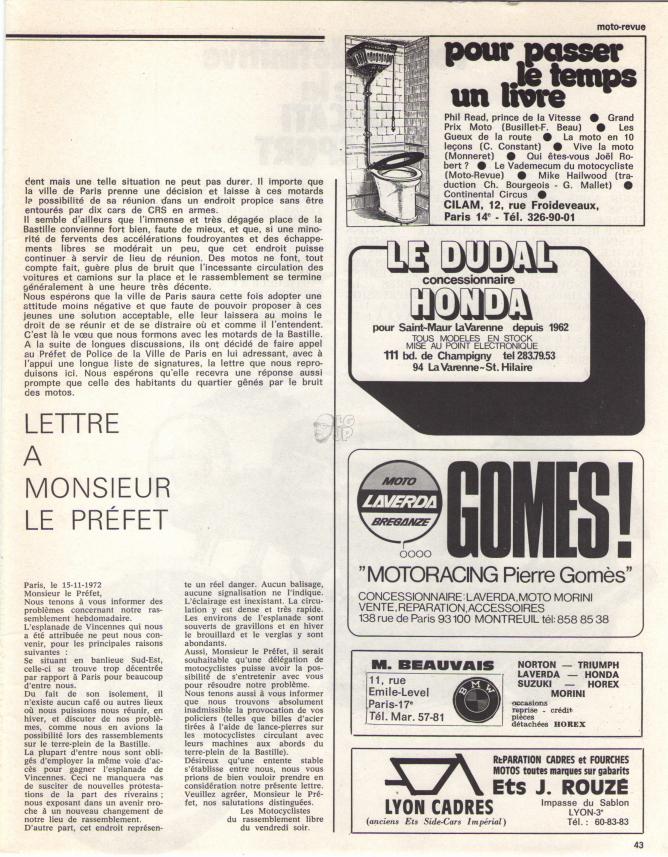 moto-revue
dent mais une telle situation ne peut pas durer. Il importe que
la ville de Paris prenne une décision et laisse à ces motards
le possibilité de sa réunion dans un endroit propice sans être
entourés par dix cars de CRS en armes.
Il semble d'ailleurs que l'immense et très dégagée place de la
Bastille convienne fort bien, faute de mieux, et que, si une mino-
rité de fervents des accélérations foudroyantes et des échappe-
ments libres se modérait un peu, que cet endroit puisse
continuer à servir de lieu de réunion. Des motos ne font, tout
compte fait, guère plus de bruit que l'incessante circulation des
voitures et camions sur la place et le rassemblement se termine
généralement à une heure très décente.
Nous espérons que la ville de Paris saura cette fois adopter une
attitude moins négative et que faute de pouvoir proposer à ces
jeunes une solution acceptable, elle leur laissera au moins le
droit de se réunir et de se distraire où et comme il l'entendent.
C'est là le vœu que nous formons avec les motards de la Bastille.
A la suite de longues discussions, ils ont décidé de faire appel
au Préfet de Police de la Ville de Paris en lui adressant, avec à
l'appui une longue liste de signatures, la lettre que nous repro-
duisons ici. Nous espérons qu'elle recevra une réponse aussi
prompte que celle des habitants du quartier gênés par le bruit
des motos.
LETTRE
A
MONSIEUR
LE PRÉFET
Paris, le 15-11-1972
Monsieur le Préfet,
Nous tenons à vous informer des
problèmes concernant notre ras-
semblement hebdomadaire.
L'esplanade de Vincennes qui nous
a été attribuée ne peut nous con-
venir, pour les principales raisons
suivantes :
Se situant en banlieue Sud-Est,
celle-ci se trouve trop décentrée
par rapport à Paris pour beaucoup
d'entre nous.
Du fait de son isolement, il
n'existe aucun café ou autres lieux
où nous puissions nous réunir, en
hiver, et discuter de nos problè-
mes, comme nous en avions la
possibilité lors des rassemblements
sur le terre-plein de la Bastille.
La plupart d'entre nous sont obli-
gés d'employer la même voie d'ac-
cès pour gagner l'esplanade de
Vincennes. Ceci ne manquera pas
de susciter de nouvelles protesta-
tions de la part des riverains ;
nous exposant dans un avenir pro-
che à un nouveau changement de
notre lieu de rassemblement.
D'autre part, cet endroit représen-
te un réel danger. Aucun balisage,
aucune signalisation ne l'indique.
L'éclairage est inexistant. La circu-
lation y est dense et très rapide.
Les environs de l'esplanade sont
souverts de gravillons et en hiver
le brouillard et le verglas y sont
abondants.
Aussi, Monsieur le Préfet, il serait
souhaitable qu'une délégation de
motocyclistes puisse avoir la pos-
sibilité de s'entretenir avec vous
pour résoudre notre problème.
Nous tenons aussi à vous informer
que nous trouvons absolument
inadmissible la provocation de vos
policiers (telles que billes d'acier
tirées à l'aide de lance-pierres sur
les motocyclistes circulant avec
leurs machines aux abords du
terre-plein de la Bastille).
Désireux qu'une entente stable
s'établisse entre nous, nous vous
prions de bien vouloir prendre en
considération notre présente lettre.
Veuillez agréer, Monsieur le Pré-
fet, nos salutations distinguées.
Les Motocyclistes
du rassemblement libre
du vendredi soir.
pour passer
le temps
un livre
Phil Read, prince de la Vitesse ● Grand
Prix Moto (Busillet-F. Beau) ● Les
Gueux de la route ● La moto en 10
leçons (C. Constant) ● Vive la moto
(Monneret) ● Qui êtes-vous Joël Ro-
bert ? ● Le Vademecum du motocycliste
(Moto-Revue) ● Mike Hailwood (tra-
duction Ch. Bourgeois - G. Mallet) ●
Continental Circus ●
CILAM, 12, rue Froideveaux,
Paris 14e - Tél. 326-90-01
LE DUDAL
concessionnaire
HONDA
pour Saint-Maur La Varenne depuis 1962
TOUS MODELES EN STOCK
MISE AU POINT ELECTRONIQUE
111 bd. de Champigny tel 283.79.53
94 La Varenne~St. Hilaire
MOTO
LAVERDA
BREGANZE
GOMES!
"MOTORACING Pierre Gomès"
CONCESSIONNAIRE: LAVERDA, MOTO MORINI
VENTE, REPARATION, ACCESSOIRES
138 rue de Paris 93100 MONTREUIL tél: 858 85 38
M. BEAUVAIS
11, rue
Emile-Level
Paris-17e
Tél. Mar. 57-81
BMW
NORTON — TRIUMPH
LAVERDA — HONDA
SUZUKI — HOREX
MORINI
occasions
reprise - crédit
pièces
détachées HOREX
LYON CADRES
(anciens Ets Side-Cars Impérial)
REPARATION CADRES et FOURCHES
MOTOS toutes marques sur gabarits
Ets J. ROUZÉ
Impasse du Sablon
LYON-3e
Tél. : 60-83-83
43